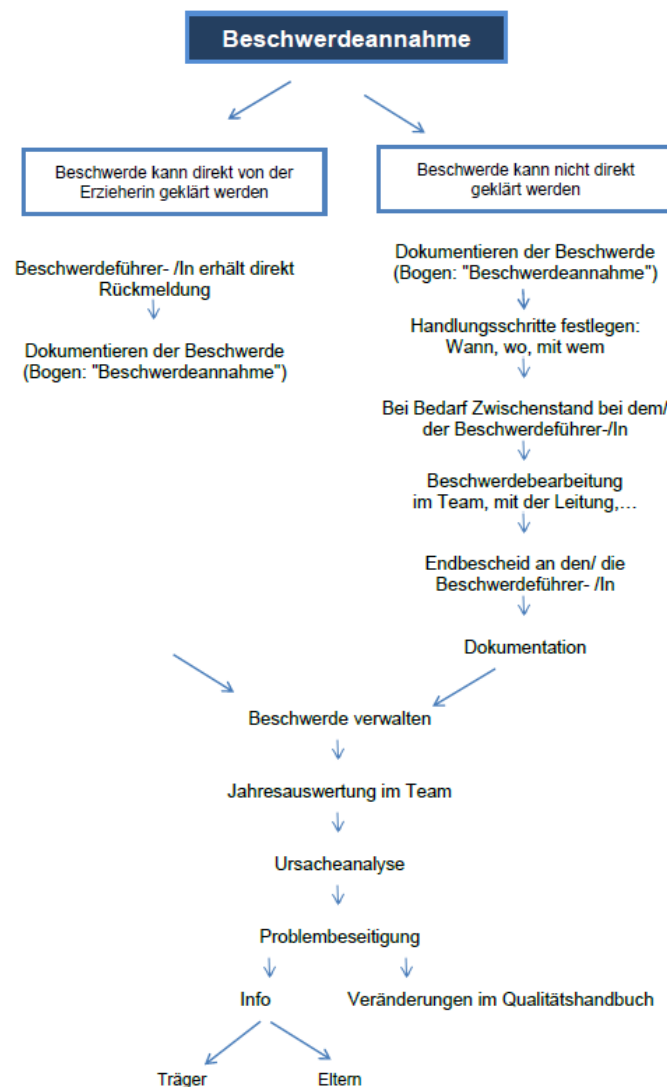 Beschwerdeannahme
Beschwerde kann direkt von der
Erzieherin geklärt werden
Beschwerdeführer- /In erhält direkt
Rückmeldung
Dokumentieren der Beschwerde
(Bogen: "Beschwerdeannahme")
Beschwerde kann nicht direkt
geklärt werden
Dokumentieren der Beschwerde
(Bogen: "Beschwerdeannahme")
Handlungsschritte festlegen:
Wann, wo, mit wem
Bei Bedarf Zwischenstand bei dem/
der Beschwerdeführer-/In
Beschwerdebearbeitung
im Team, mit der Leitung,…
Endbescheid an den/ die
Beschwerdeführer- /In
Dokumentation
Beschwerde verwalten
Jahresauswertung im Team
Ursacheanalyse
Problembeseitigung
Info
Veränderungen im Qualitätshandbuch
Träger
Eltern